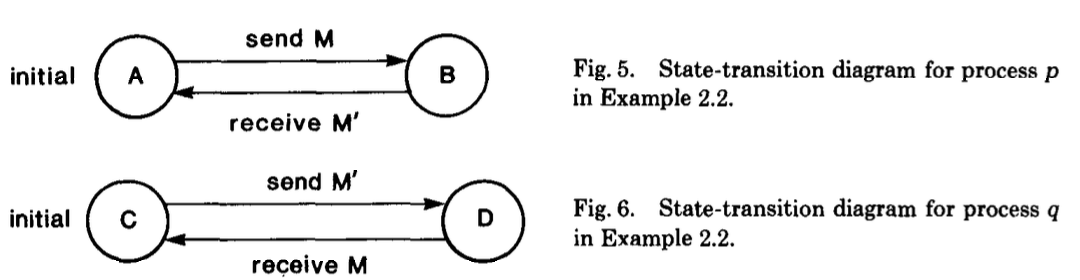 send M
initial A B
receive M'
Fig. 5. State-transition diagram for process p
in Example 2.2.
send M'
initial C D
receive M
Fig. 6. State-transition diagram for process q
in Example 2.2.